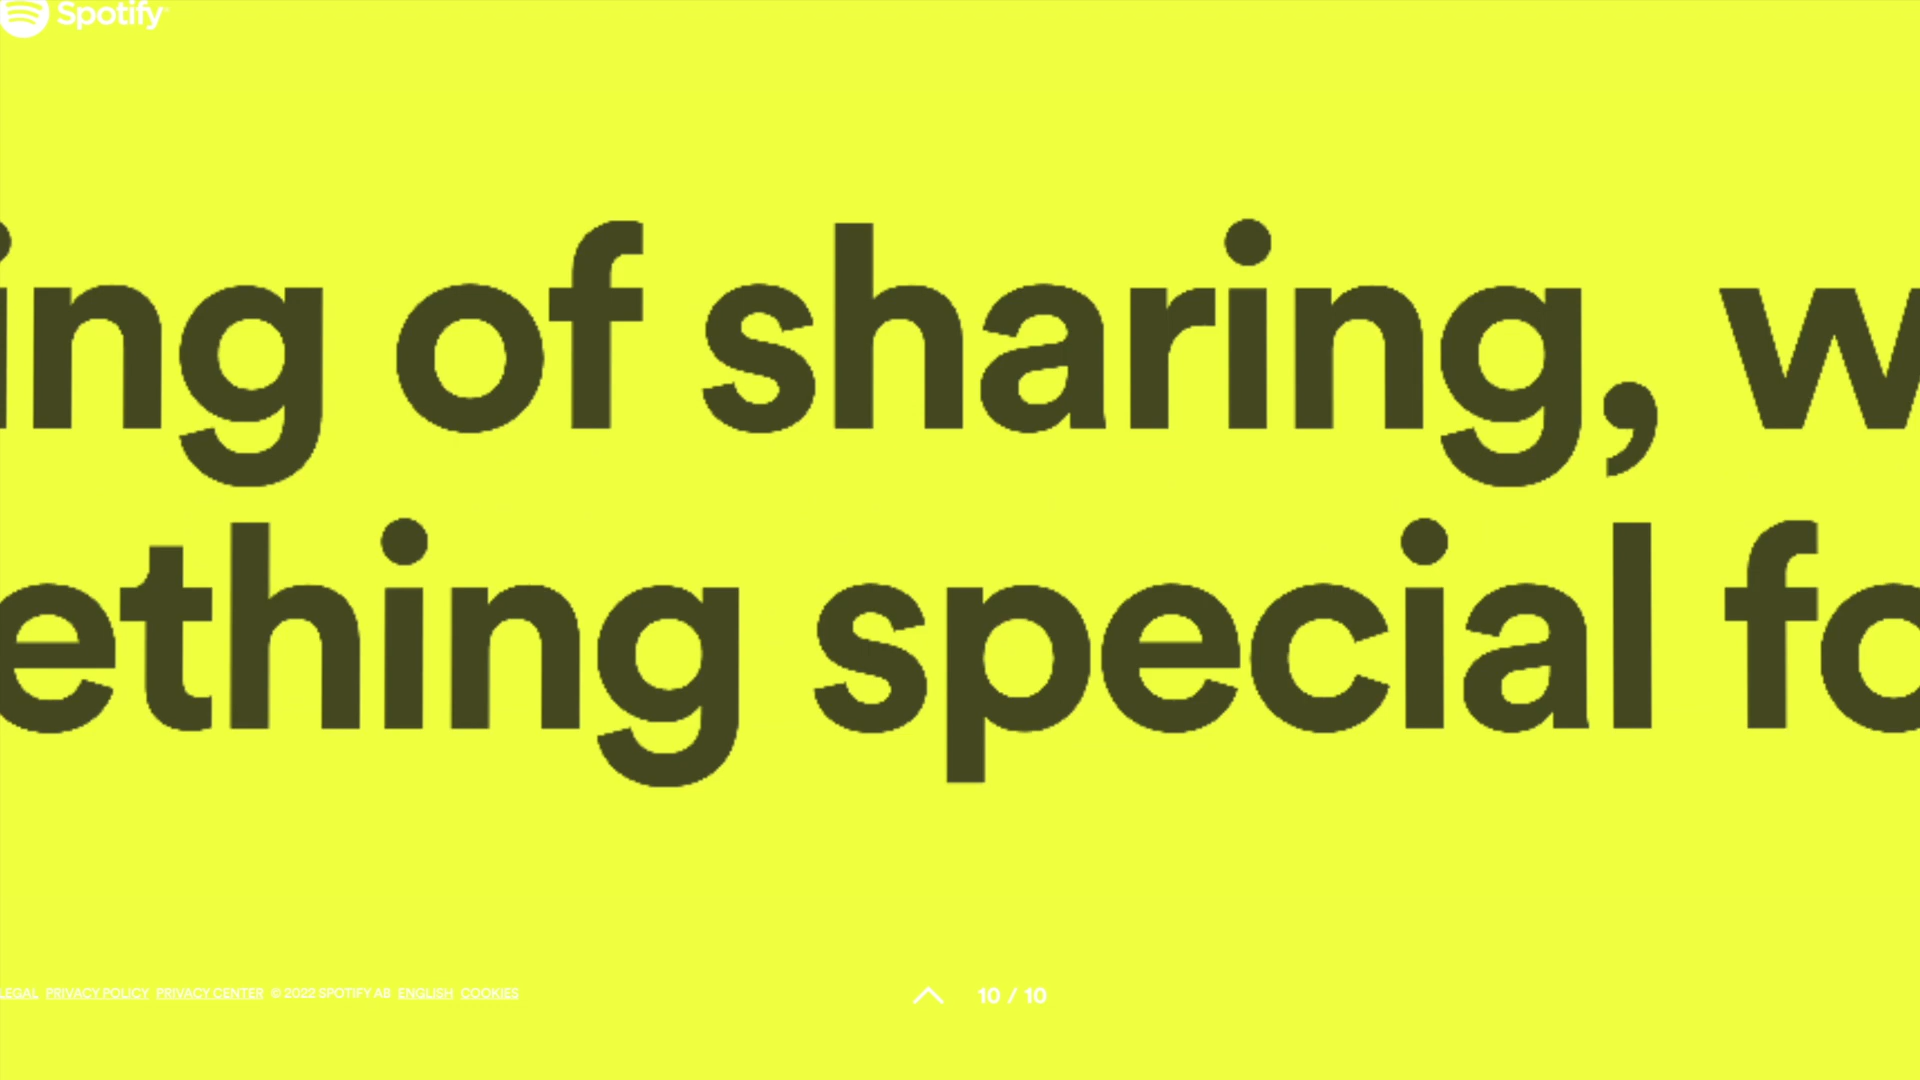 Spotify
ing of sharing, w
ething special fo
LEGAL PRIVACY POLICY PRIVACY CENTER © 2022 SPOTIFY AB ENGLISH COOKIES
10 / 10